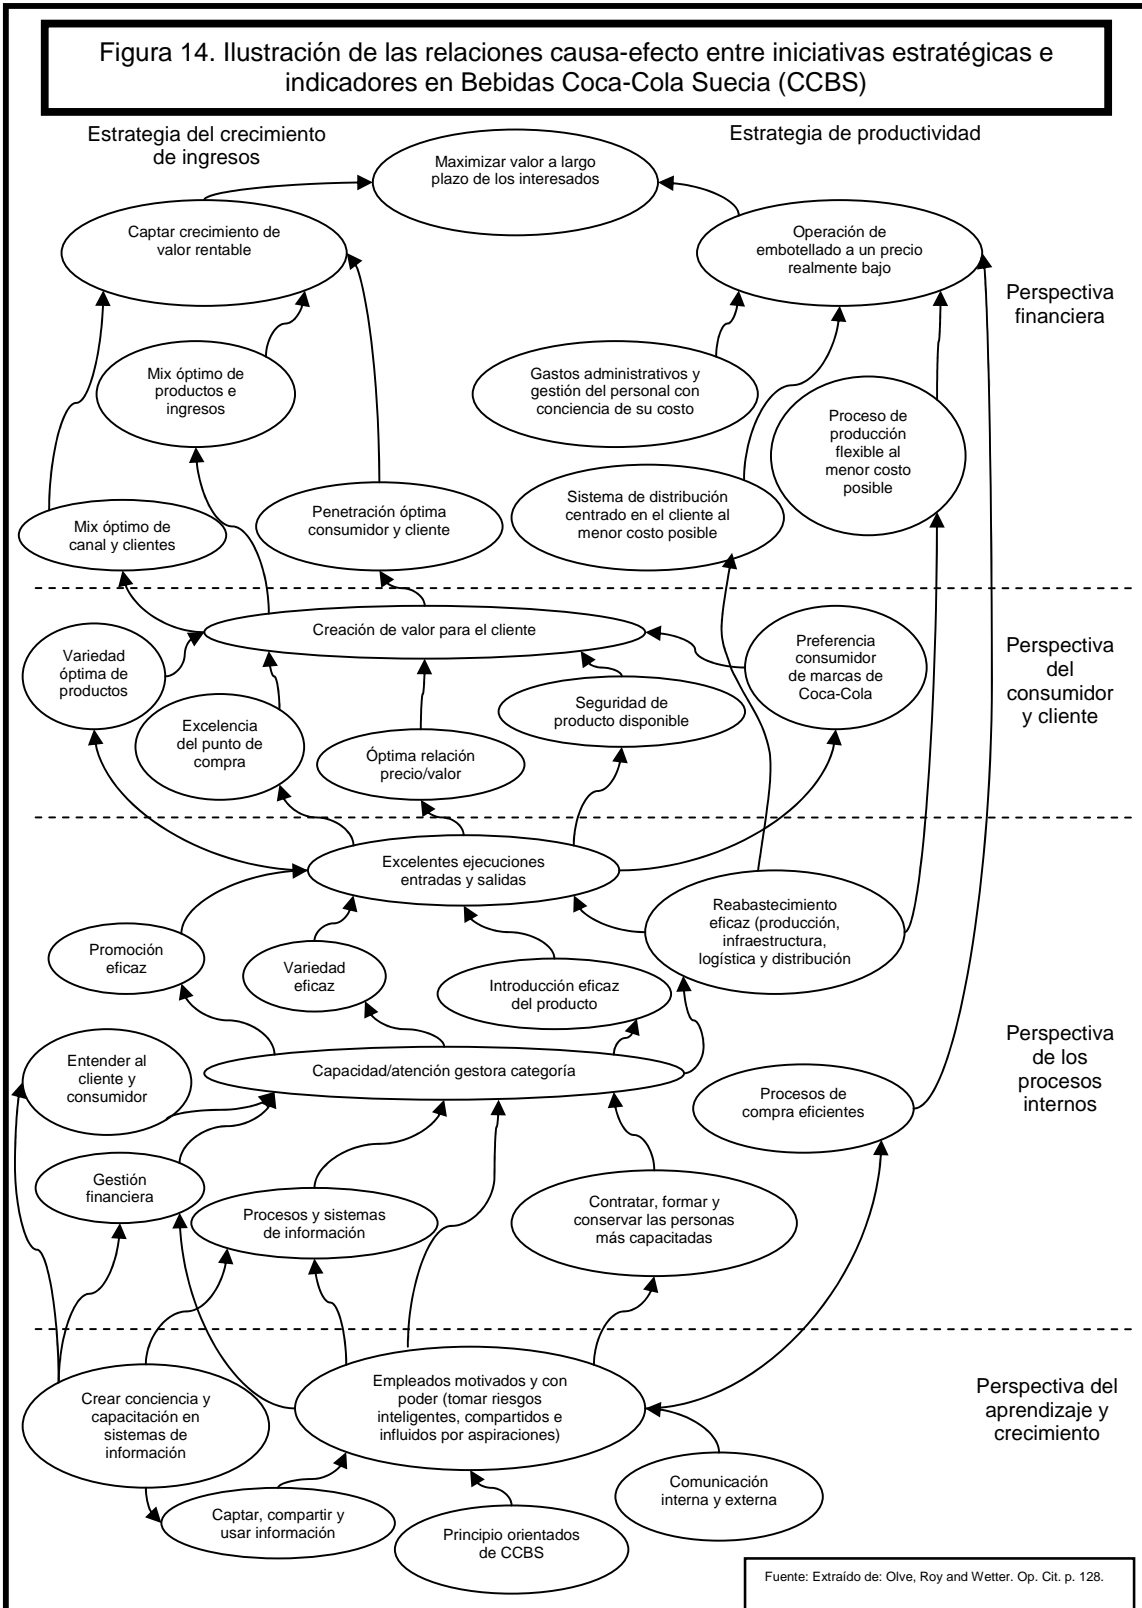 Figura 14. Ilustración de las relaciones causa-efecto entre iniciativas estratégicas e
indicadores en Bebidas Coca-Cola Suecia (CCBS)
Estrategia del crecimiento
de ingresos
Estrategia de productividad
Maximizar valor a largo
plazo de los interesados
Captar crecimiento de
valor rentable
Operación de
embotellado a un precio
realmente bajo
Perspectiva
financiera
Mix óptimo de
productos e
ingresos
Gastos administrativos y
gestión del personal con
conciencia de su costo
Proceso de
producción
flexible al
menor costo
posible
Mix óptimo de
canal y clientes
Penetración óptima
consumidor y cliente
Sistema de distribución
centrado en el cliente al
menor costo posible
Creación de valor para el cliente
Variedad
óptima de
productos
Preferencia
consumidor
de marcas de
Coca-Cola
Perspectiva
del
consumidor
y cliente
Excelencia
del punto de
compra
Óptima relación
precio/valor
Seguridad de
producto disponible
Excelentes ejecuciones
entradas y salidas
Reabastecimiento
eficaz (producción,
infraestructura,
logística y distribución
Promoción
eficaz
Variedad
eficaz
Introducción eficaz
del producto
Entender al
cliente y
consumidor
Capacidad/atención gestora categoría
Procesos de
compra eficientes
Perspectiva
de los
procesos
internos
Gestión
financiera
Procesos y sistemas
de información
Contratar, formar y
conservar las personas
más capacitadas
Crear conciencia y
capacitación en
sistemas de
información
Empleados motivados y con
poder (tomar riesgos
inteligentes, compartidos e
influidos por aspiraciones)
Perspectiva del
aprendizaje y
crecimiento
Captar, compartir y
usar información
Principio orientados
de CCBS
Comunicación
interna y externa
Fuente: Extraído de: Olve, Roy and Wetter. Op. Cit. p. 128.